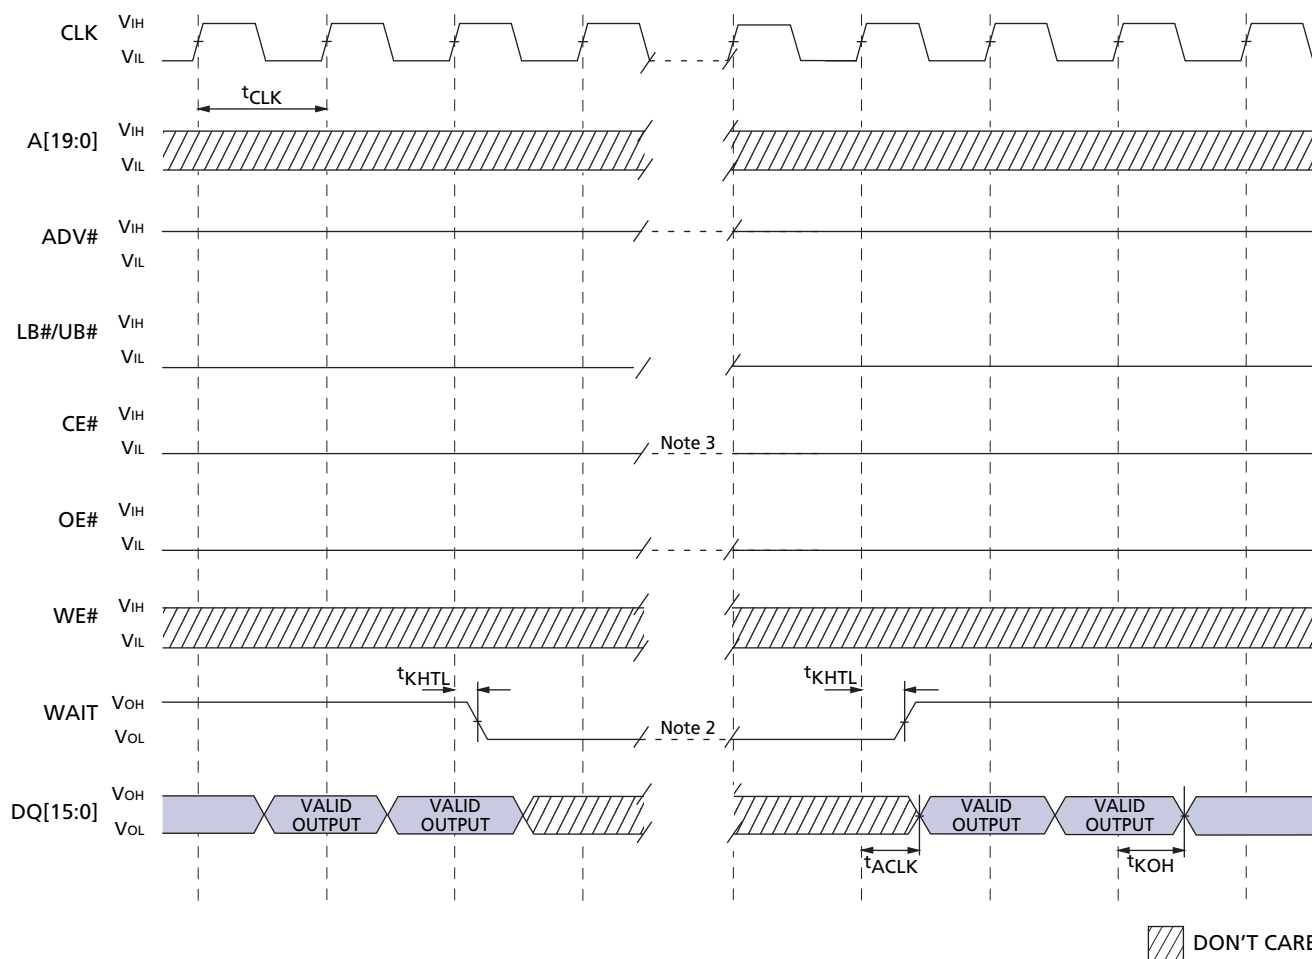 CLK
VIH
VIL
tCLK
A[19:0]
VIH
VIL
ADV#
VIH
VIL
LB#/UB#
VIH
VIL
CE#
VIH
VIL
Note 3
OE#
VIH
VIL
WE#
VIH
VIL
tKHTL
tKHTL
WAIT
VOH
VOL
Note 2
DQ[15:0]
VOH
VOL
VALID
OUTPUT
VALID
OUTPUT
VALID
OUTPUT
VALID
OUTPUT
tACLK
tKOH
DON'T CARE